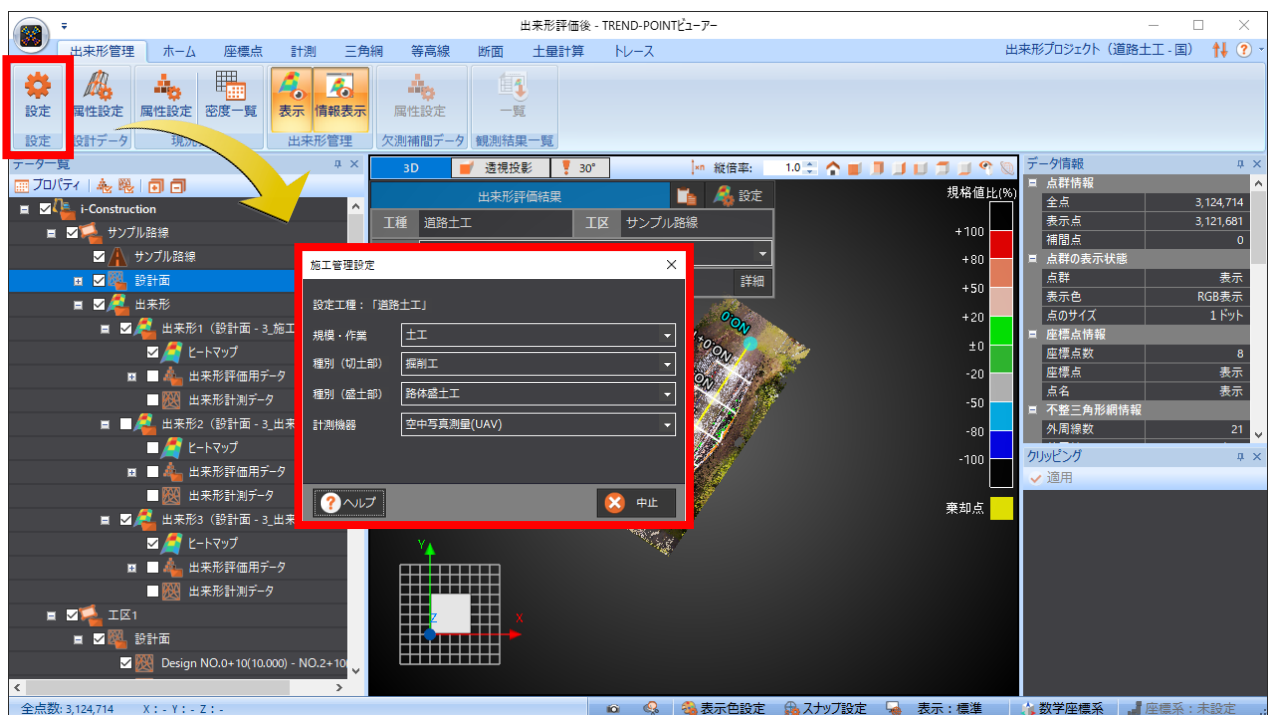 出来形評価後 - TREND-POINTビューアー
出来形管理 ホーム 座標点 計測 三角網 等高線 断面 土量計算 トレース 出来形プロジェクト（道路土工 - 国）
設定 属性設定 属性設定 密度一覧 表示 情報表示 属性設定 一覧
設定 設計データ 現況 出来形管理 欠測補間データ 観測結果一覧
データ一覧
プロパティ
i-Construction
サンプル路線
サンプル路線
設計面
出来形
出来形1（設計面 - 3_施工
ヒートマップ
出来形評価用データ
出来形計測データ
出来形2（設計面 - 3_出来
ヒートマップ
出来形評価用データ
出来形計測データ
出来形3（設計面 - 3_出来
ヒートマップ
出来形評価用データ
出来形計測データ
工区1
設計面
Design NO.0+10(10.000) - NO.2+10(
3D 透視投影 30° 縦倍率: 1.0
出来形評価結果 設定
工種 道路土工 工区 サンプル路線
詳細
施工管理設定
設定工種：「道路土工」
規模・作業 土工
種別（切土部） 掘削工
種別（盛土部） 路体盛土工
計測機器 空中写真測量(UAV)
ヘルプ 中止
Y
Z
X
規格値比(%)
+100
+80
+50
+20
±0
-20
-50
-80
-100
棄却点
データ情報
点群情報
全点 3,124,714
表示点 3,121,681
補間点 0
点群の表示状態
点群 表示
表示色 RGB表示
点のサイズ 1ドット
座標点情報
座標点数 8
座標点 表示
点名 表示
不整三角形網情報
外周線数 21
クリッピング
適用
全点数: 3,124,714 X : - Y : - Z : - 表示色設定 スナップ設定 表示：標準 数学座標系 座標系：未設定